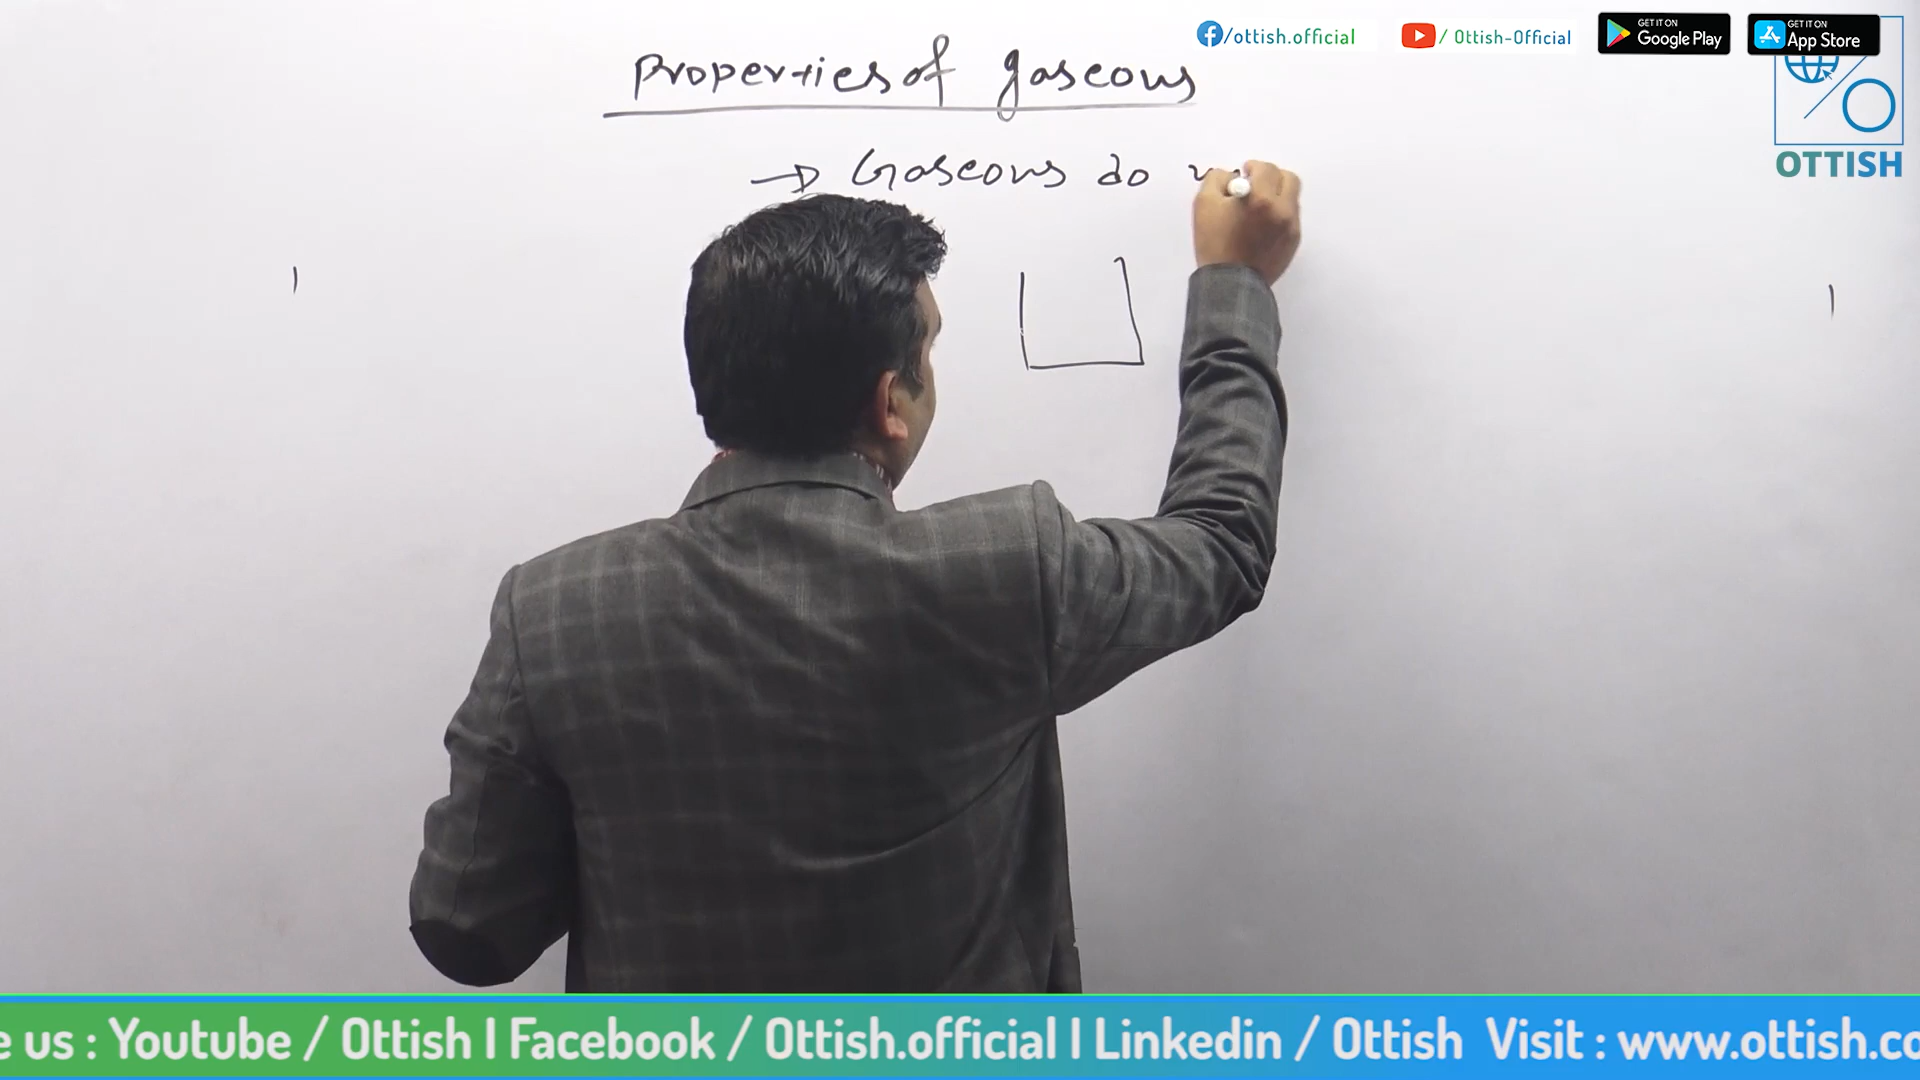 /ottish.official
/ Ottish-Official
GET IT ON
Google Play
GET IT ON
App Store
OTTISH
Properties of gaseous
→ Gaseous do
e us : Youtube / Ottish I Facebook / Ottish.official I Linkedin / Ottish Visit : www.ottish.co